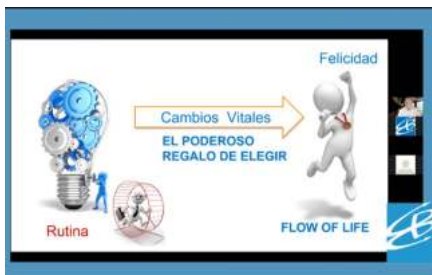 Felicidad
Cambios Vitales
EL PODEROSO
REGALO DE ELEGIR
Rutina
FLOW OF LIFE